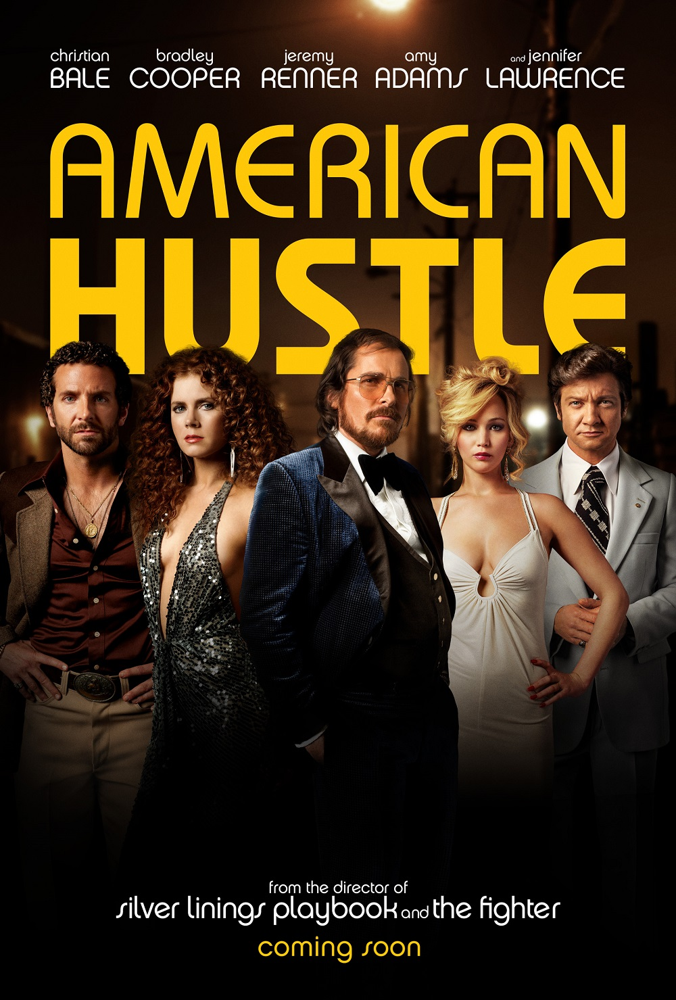 christian bradley jeremy amy and jennifer
BALE COOPER RENNER ADAMS LAWRENCE
AMERICAN
HUSTLE
from the director of
silver linings playbook and the fighter
coming soon